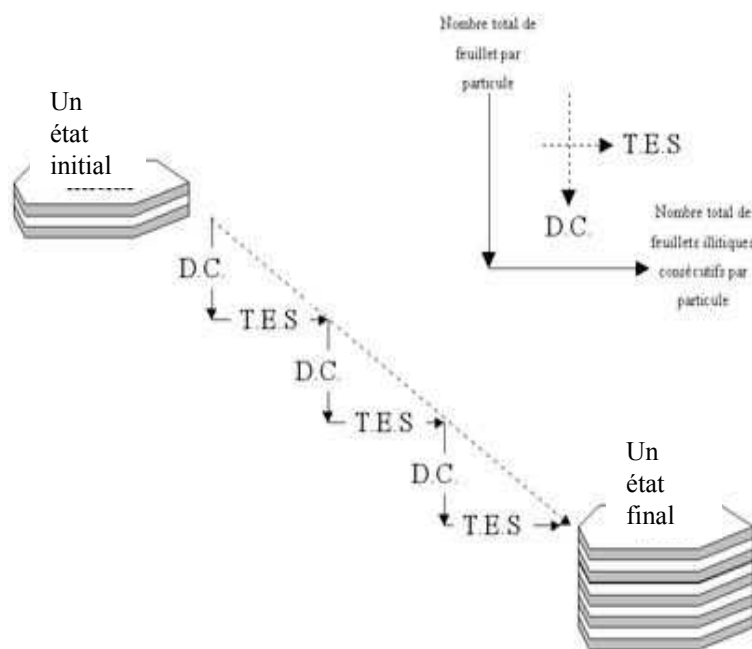 Nombre total de
feuillet par
particule
Un
état
initial
T.E.S
D.C.
Nombre total de
feuillets illitiques
consécutifs par
particule
D.C.
T.E.S
D.C.
T.E.S
D.C.
T.E.S
Un
état
final